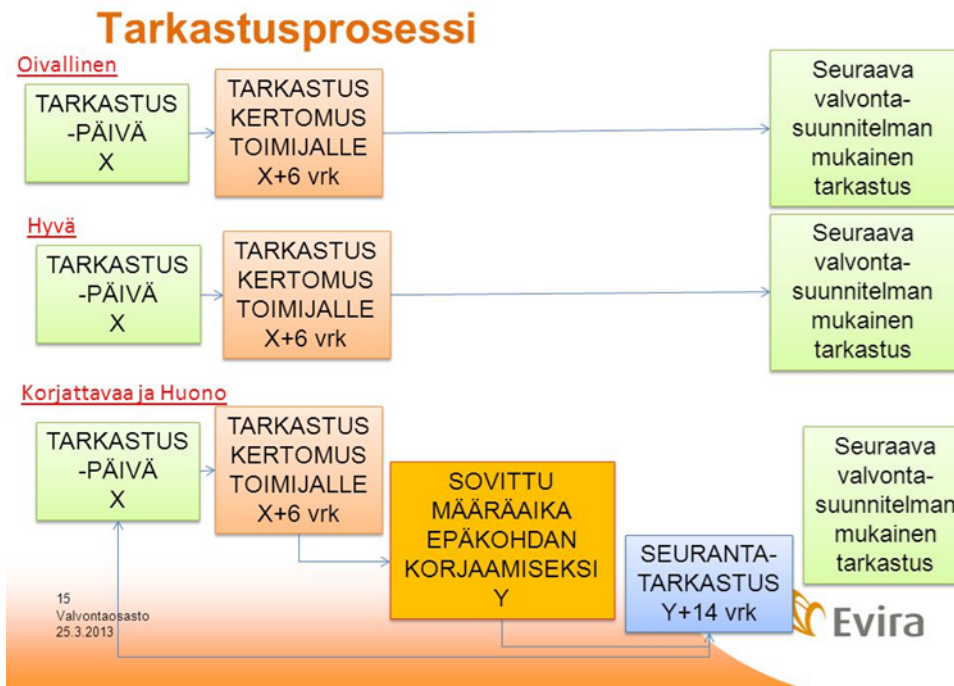 Tarkastusprosessi
Oivallinen
TARKASTUS
-PÄIVÄ
X
TARKASTUS
KERTOMUS
TOIMIJALLE
X+6 vrk
Seuraava
valvonta-
suunnitelman
mukainen
tarkastus
Hyvä
TARKASTUS
-PÄIVÄ
X
TARKASTUS
KERTOMUS
TOIMIJALLE
X+6 vrk
Seuraava
valvonta-
suunnitelman
mukainen
tarkastus
Korjattavaa ja Huono
TARKASTUS
-PÄIVÄ
X
TARKASTUS
KERTOMUS
TOIMIJALLE
X+6 vrk
SOVITTU
MÄÄRÄAIKA
EPÄKOHDAN
KORJAAMISEKSI
Y
SEURANTA-
TARKASTUS
Y+14 vrk
Seuraava
valvonta-
suunnitelman
mukainen
tarkastus
15
Valvontaosasto
25.3.2013
Evira